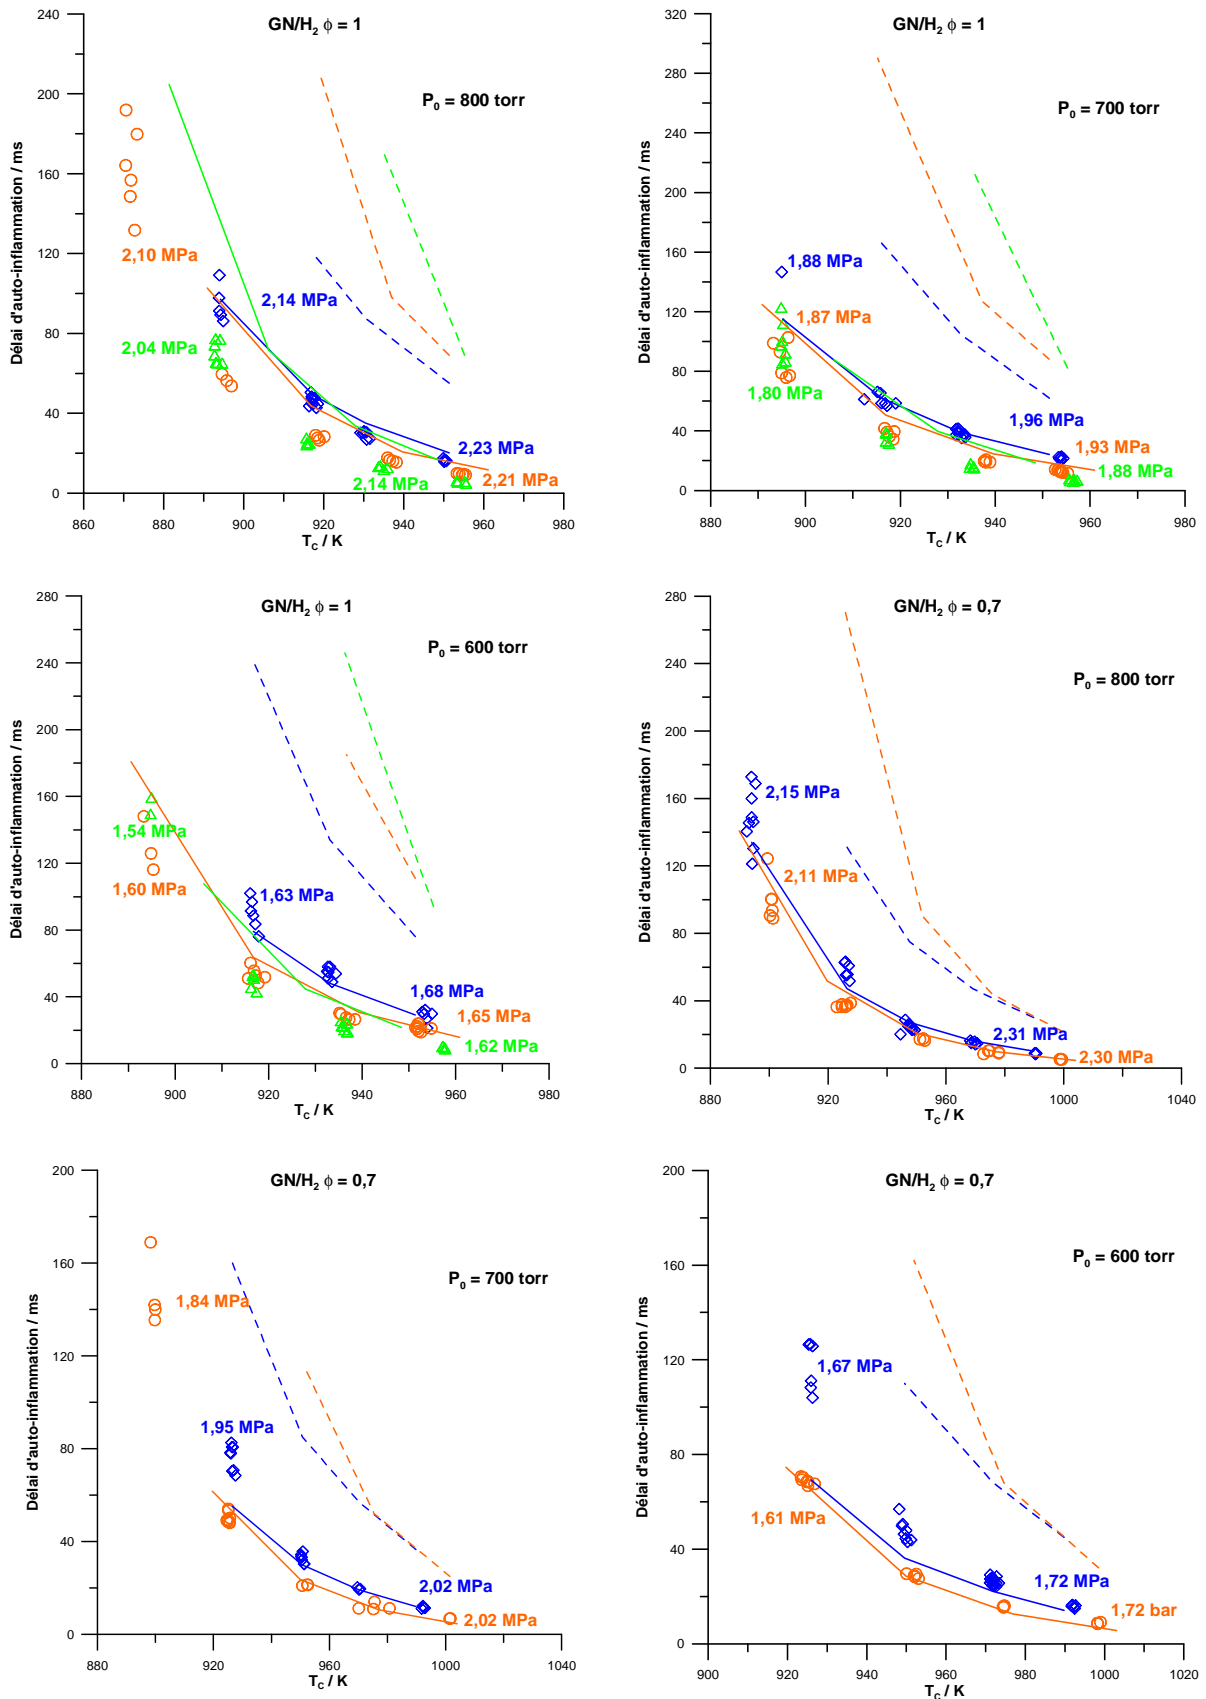 GN/H₂ ϕ = 1
P₀ = 800 torr
Délai d'auto-inflammation / ms
240
200
160
120
80
40
0
2,10 MPa
2,14 MPa
2,04 MPa
2,23 MPa
2,14 MPa
2,21 MPa
860 880 900 920 940 960 980
T_C / K
GN/H₂ ϕ = 1
P₀ = 700 torr
Délai d'auto-inflammation / ms
320
280
240
200
160
120
80
40
0
1,88 MPa
1,87 MPa
1,80 MPa
1,96 MPa
1,93 MPa
1,88 MPa
880 900 920 940 960 980
T_C / K
GN/H₂ ϕ = 1
P₀ = 600 torr
Délai d'auto-inflammation / ms
280
240
200
160
120
80
40
0
1,54 MPa
1,60 MPa
1,63 MPa
1,68 MPa
1,65 MPa
1,62 MPa
880 900 920 940 960 980
T_C / K
GN/H₂ ϕ = 0,7
P₀ = 800 torr
Délai d'auto-inflammation / ms
280
240
200
160
120
80
40
0
2,15 MPa
2,11 MPa
2,31 MPa
2,30 MPa
880 920 960 1000 1040
T_C / K
GN/H₂ ϕ = 0,7
P₀ = 700 torr
Délai d'auto-inflammation / ms
200
160
120
80
40
0
1,84 MPa
1,95 MPa
2,02 MPa
2,02 MPa
880 920 960 1000 1040
T_C / K
GN/H₂ ϕ = 0,7
P₀ = 600 torr
Délai d'auto-inflammation / ms
200
160
120
80
40
0
1,67 MPa
1,61 MPa
1,72 MPa
1,72 bar
900 920 940 960 980 1000 1020
T_C / K